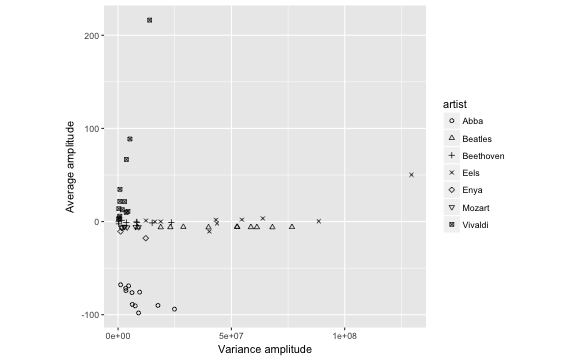 200
100
0
-100
Average amplitude
0e+00
5e+07
1e+08
Variance amplitude
artist
Abba
Beatles
Beethoven
Eels
Enya
Mozart
Vivaldi